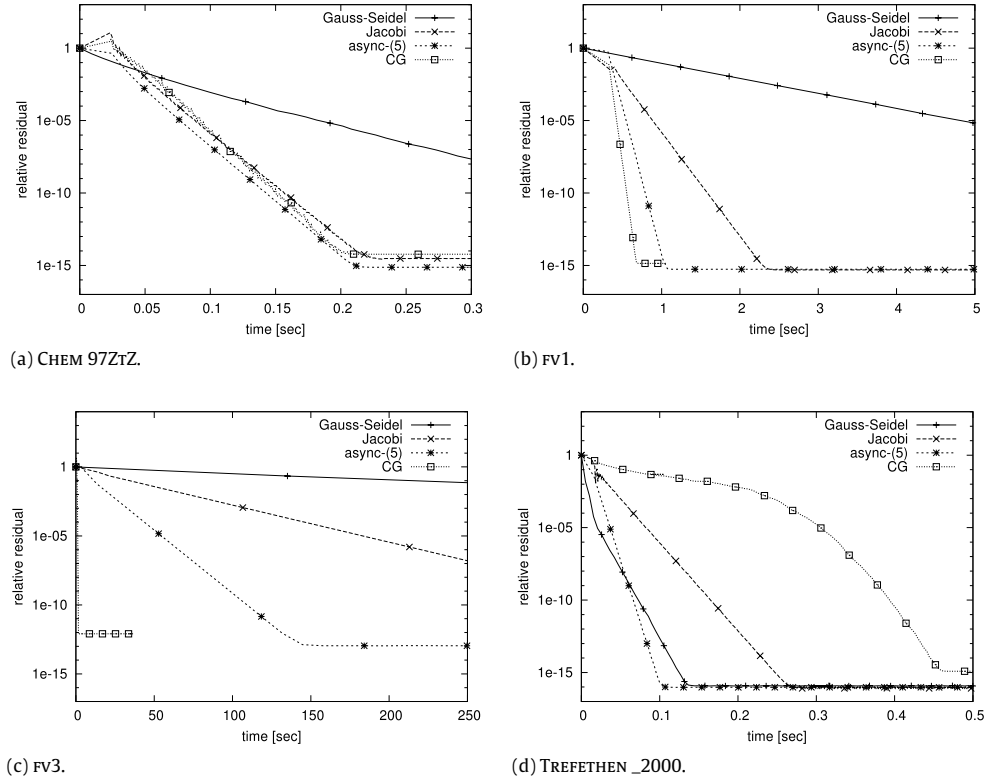 Gauss-Seidel
Jacobi
async-(5)
CG
1
1e-05
1e-10
1e-15
relative residual
0 0.05 0.1 0.15 0.2 0.25 0.3
time [sec]
(a) CHEM 97ZTZ.
Gauss-Seidel
Jacobi
async-(5)
CG
1
1e-05
1e-10
1e-15
relative residual
0 1 2 3 4 5
time [sec]
(b) FV1.
Gauss-Seidel
Jacobi
async-(5)
CG
1
1e-05
1e-10
1e-15
relative residual
0 50 100 150 200 250
time [sec]
(c) FV3.
Gauss-Seidel
Jacobi
async-(5)
CG
1
1e-05
1e-10
1e-15
relative residual
0 0.1 0.2 0.3 0.4 0.5
time [sec]
(d) TREFETHEN _2000.